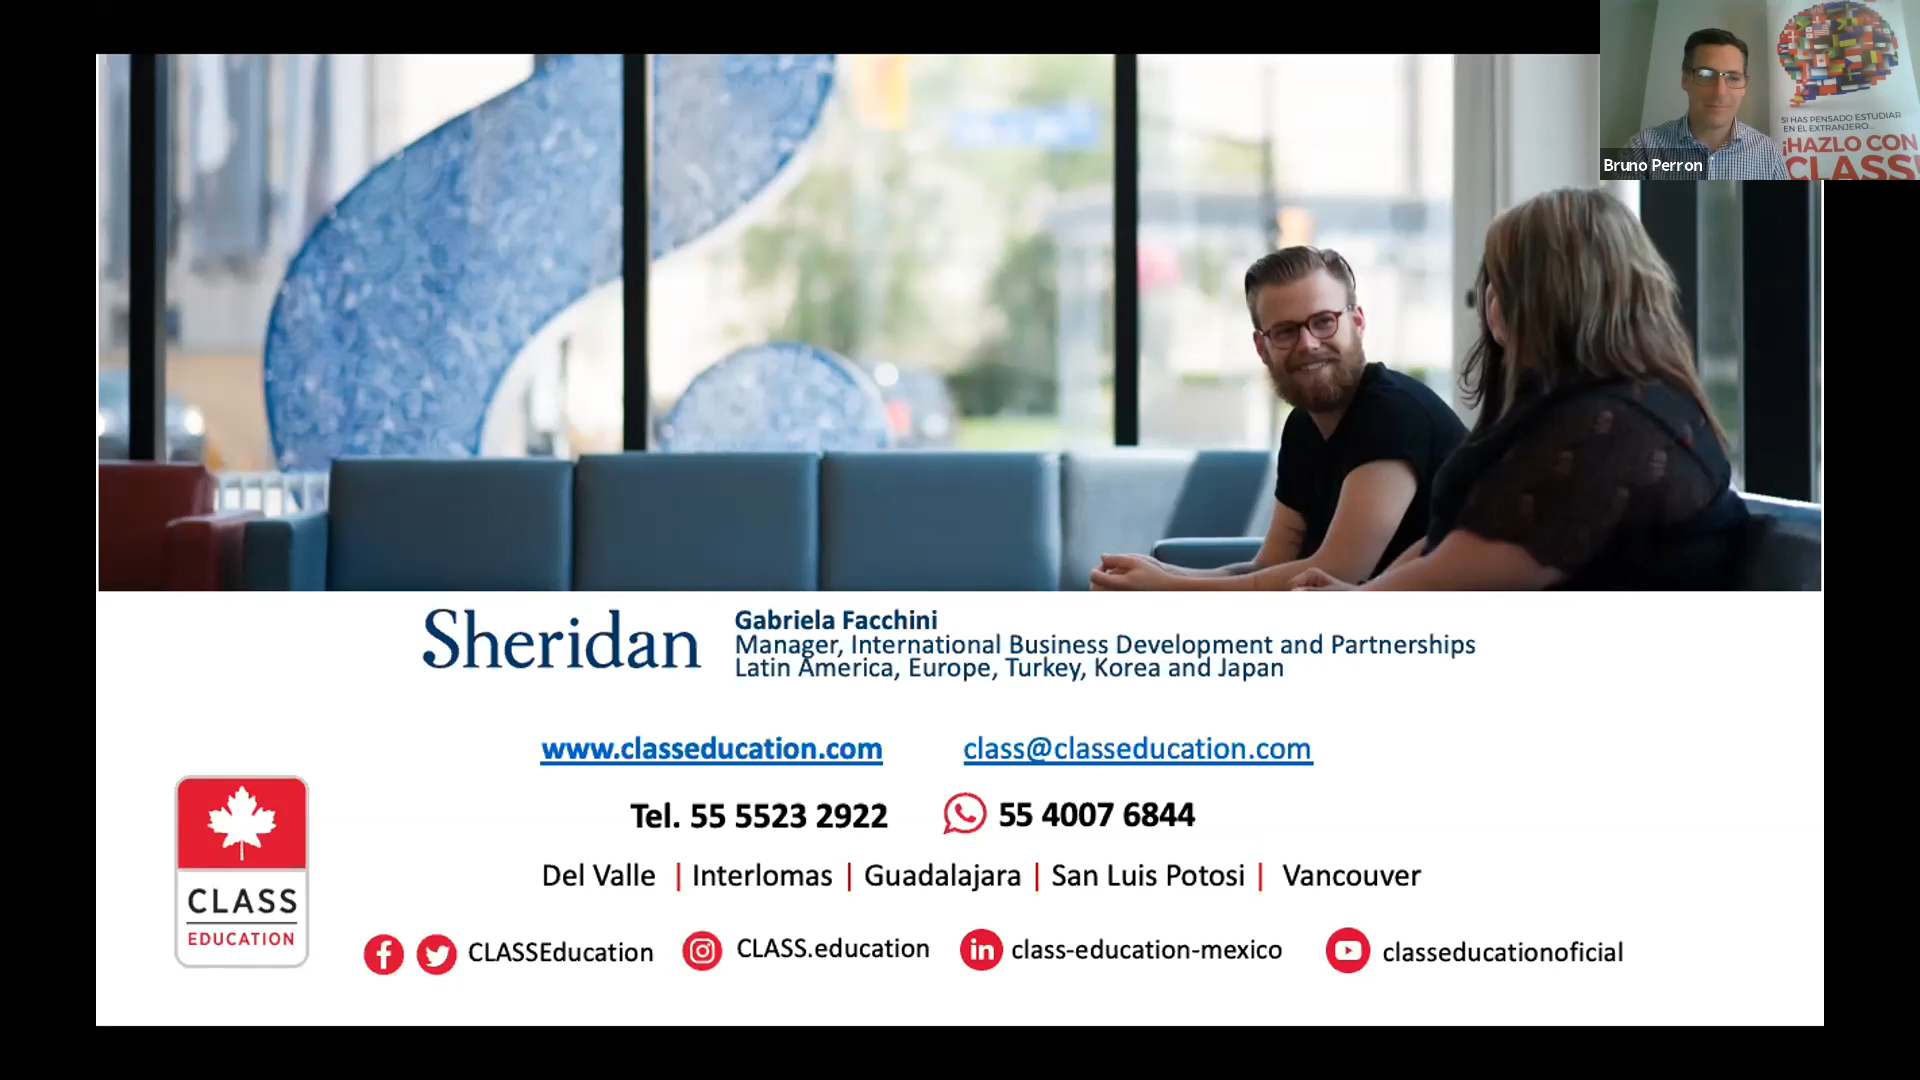 SI HAS PENSADO ESTUDIAR
EN EL EXTRANJERO...
¡HAZLO CON
CLASS!
Bruno Perron
Sheridan
Gabriela Facchini
Manager, International Business Development and Partnerships
Latin America, Europe, Turkey, Korea and Japan
www.classeducation.com class@classeducation.com
Tel. 55 5523 2922 55 4007 6844
Del Valle | Interlomas | Guadalajara | San Luis Potosi | Vancouver
CLASS
EDUCATION
CLASSEducation CLASS.education class-education-mexico classeducationoficial